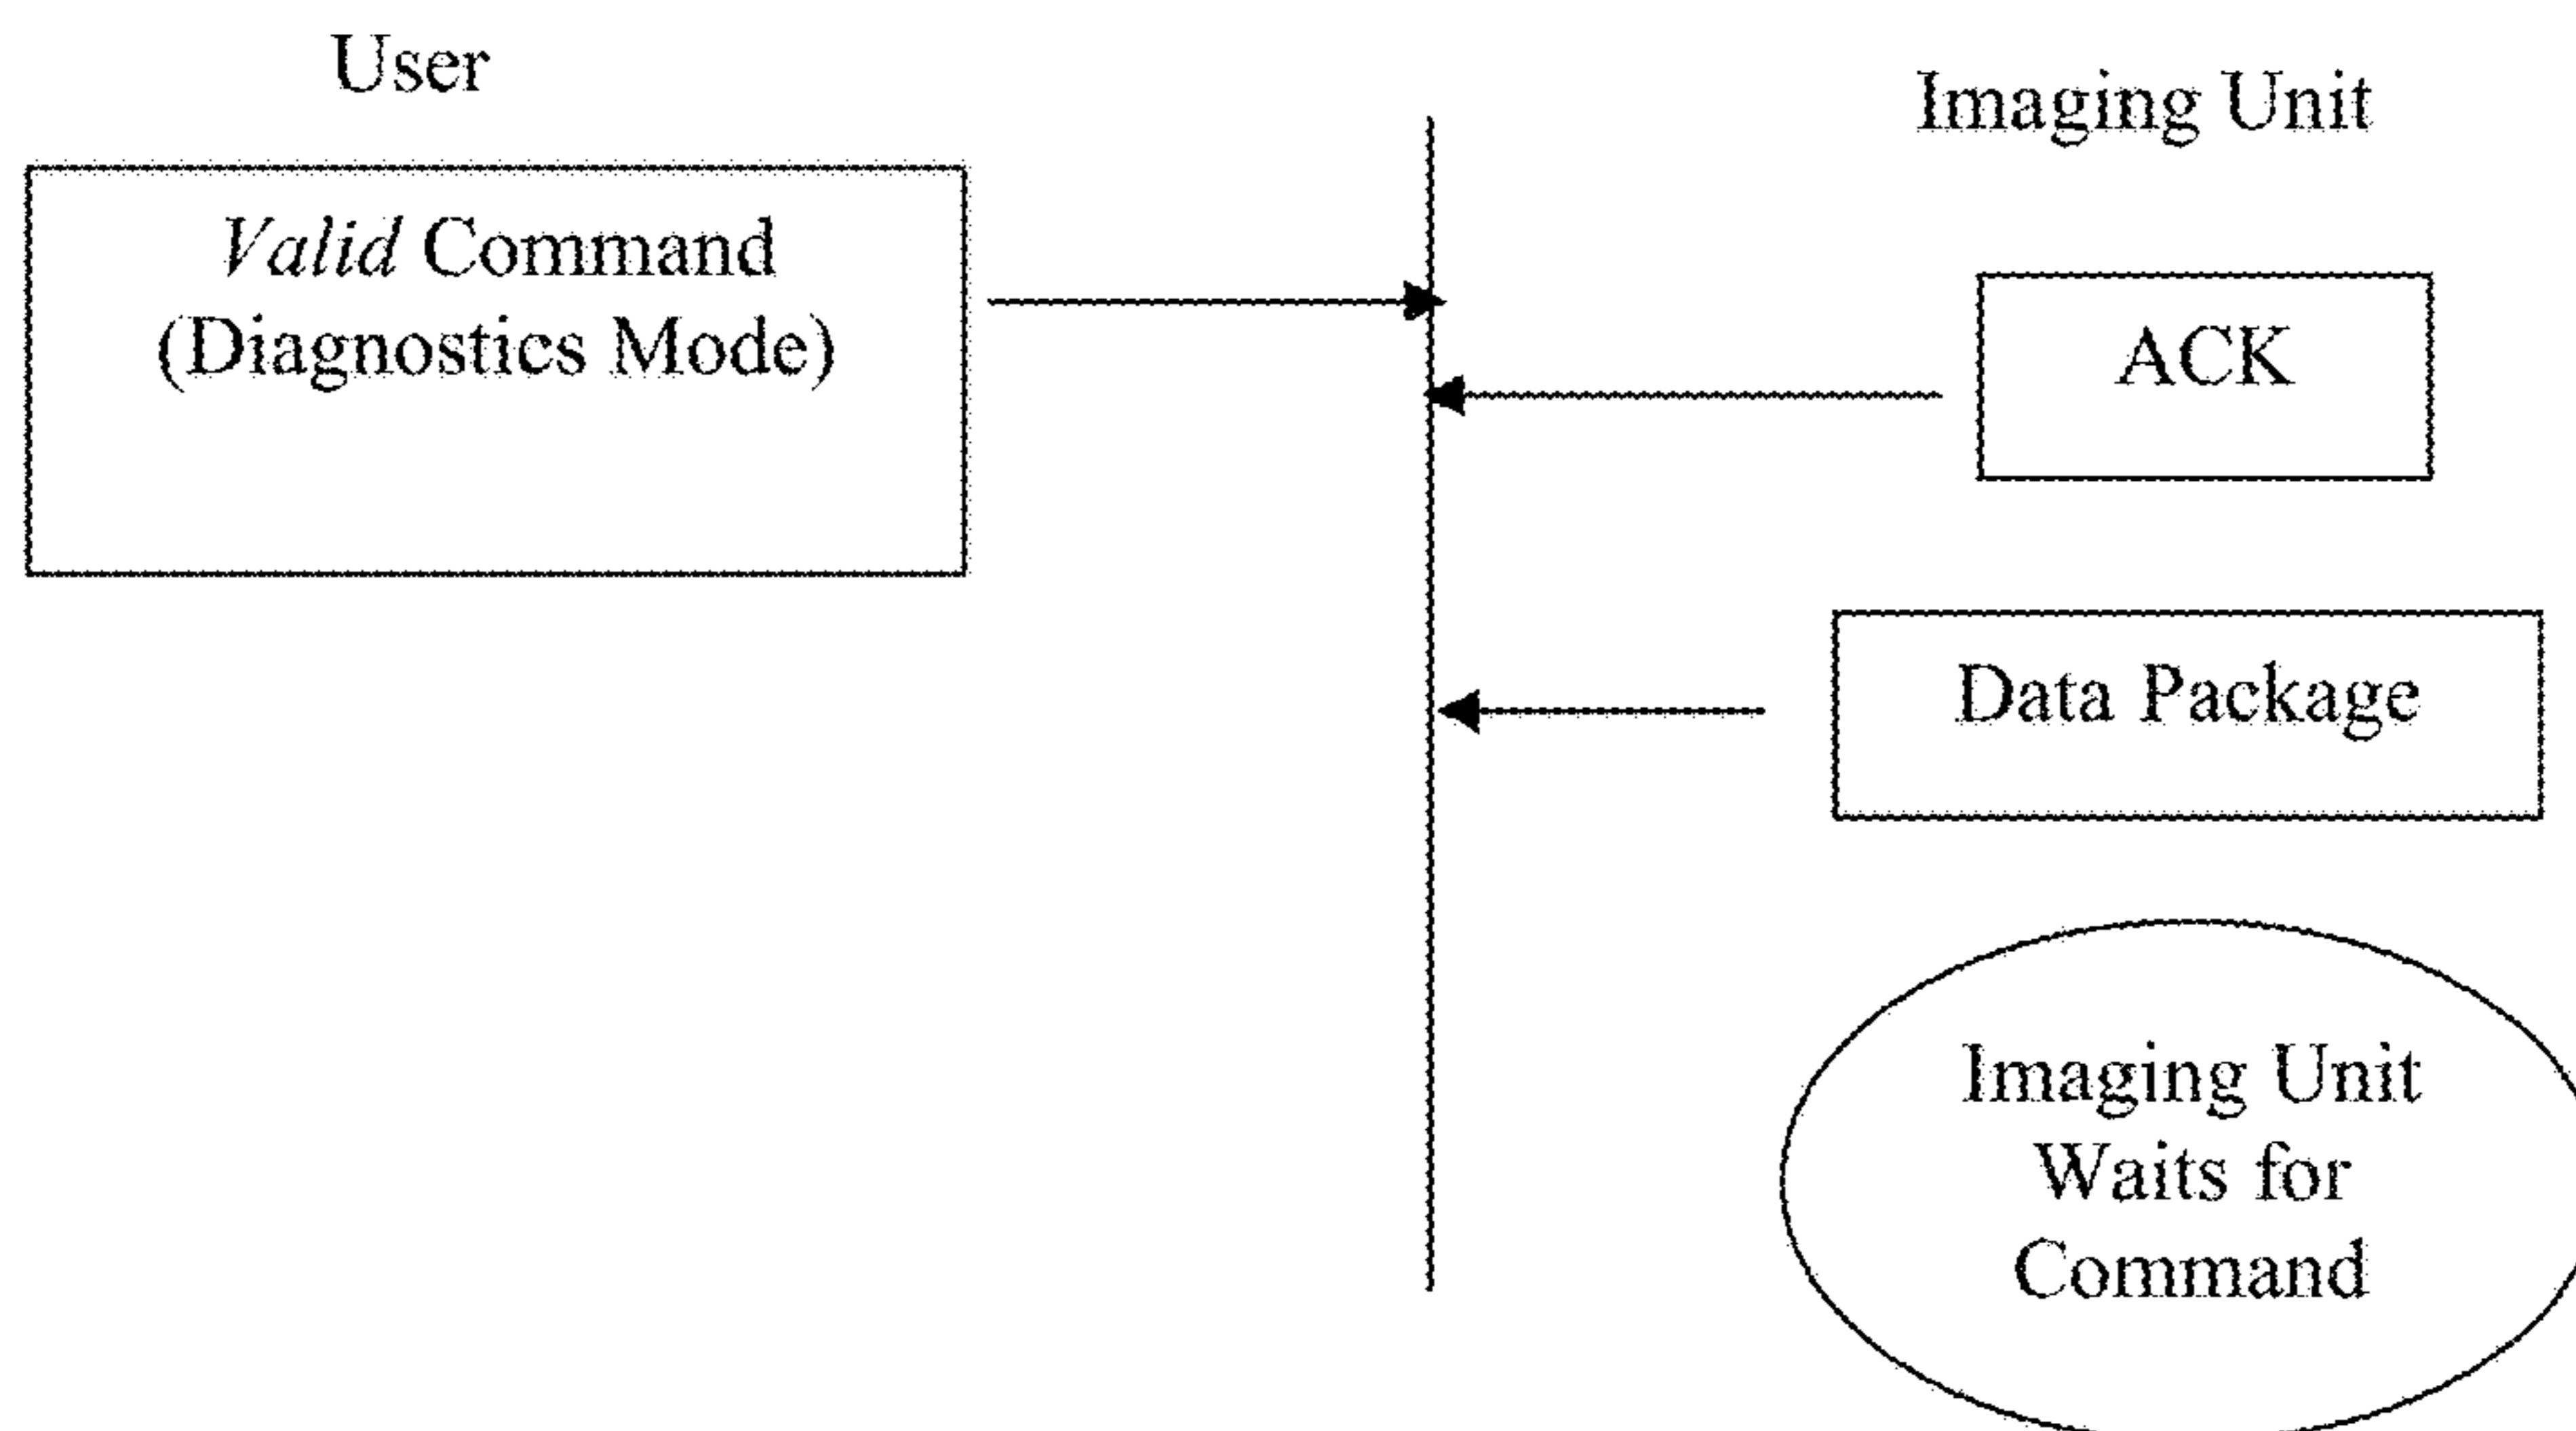 User
Imaging Unit
Valid Command
(Diagnostics Mode)
ACK
Data Package
Imaging Unit
Waits for
Command